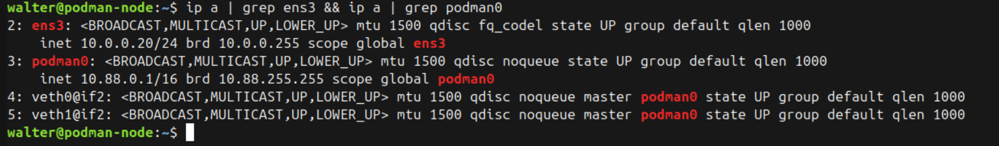 walter@podman-node:~$ ip a | grep ens3 && ip a | grep podman0
2: ens3: <BROADCAST,MULTICAST,UP,LOWER_UP> mtu 1500 qdisc fq_codel state UP group default qlen 1000
    inet 10.0.0.20/24 brd 10.0.0.255 scope global ens3
3: podman0: <BROADCAST,MULTICAST,UP,LOWER_UP> mtu 1500 qdisc noqueue state UP group default qlen 1000
    inet 10.88.0.1/16 brd 10.88.255.255 scope global podman0
4: veth0@if2: <BROADCAST,MULTICAST,UP,LOWER_UP> mtu 1500 qdisc noqueue master podman0 state UP group default qlen 1000
5: veth1@if2: <BROADCAST,MULTICAST,UP,LOWER_UP> mtu 1500 qdisc noqueue master podman0 state UP group default qlen 1000
walter@podman-node:~$